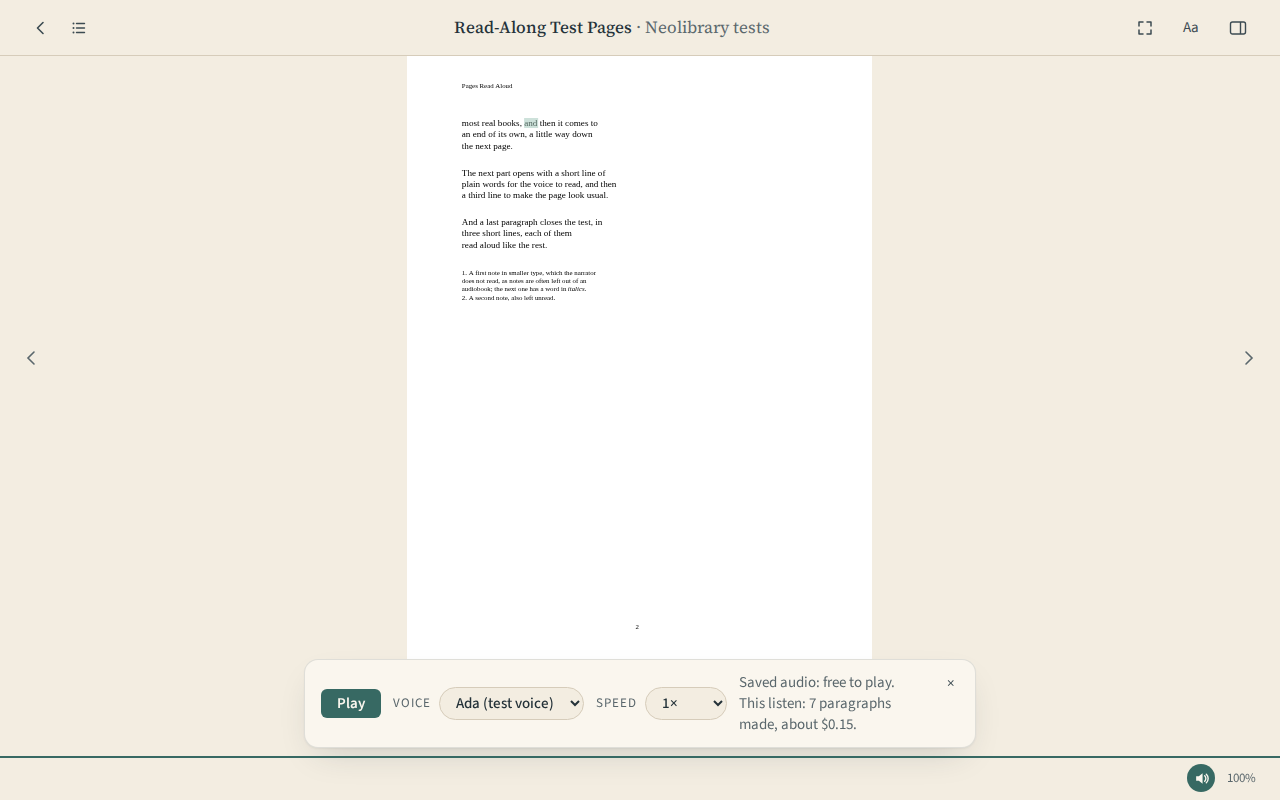 Read-Along Test Pages · Neolibrary tests
Aa
Pages Read Aloud
most real books, and then it comes to
an end of its own, a little way down
the next page.
The next part opens with a short line of
plain words for the voice to read, and then
a third line to make the page look usual.
And a last paragraph closes the test, in
three short lines, each of them
read aloud like the rest.
1. A first note in smaller type, which the narrator
does not read, as notes are often left out of an
audiobook; the next one has a word in italics.
2. A second note, also left unread.
2
Play VOICE Ada (test voice) SPEED 1×
Saved audio: free to play.
This listen: 7 paragraphs
made, about $0.15.
×
100%